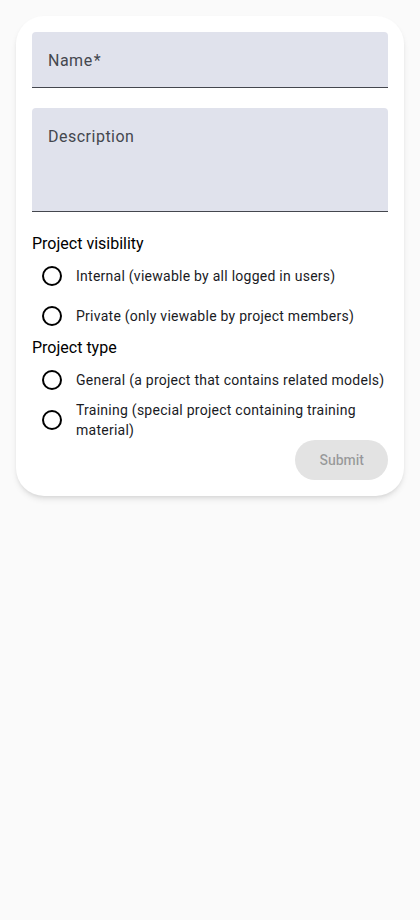 Name*
Description
Project visibility
Internal (viewable by all logged in users)
Private (only viewable by project members)
Project type
General (a project that contains related models)
Training (special project containing training
material)
Submit